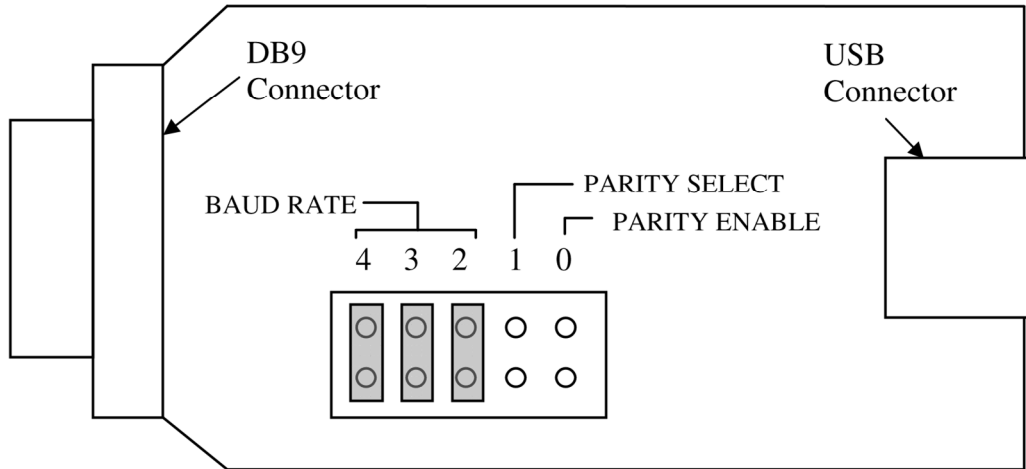 DB9
Connector
USB
Connector
PARITY SELECT
BAUD RATE
PARITY ENABLE
4 3 2 1 0